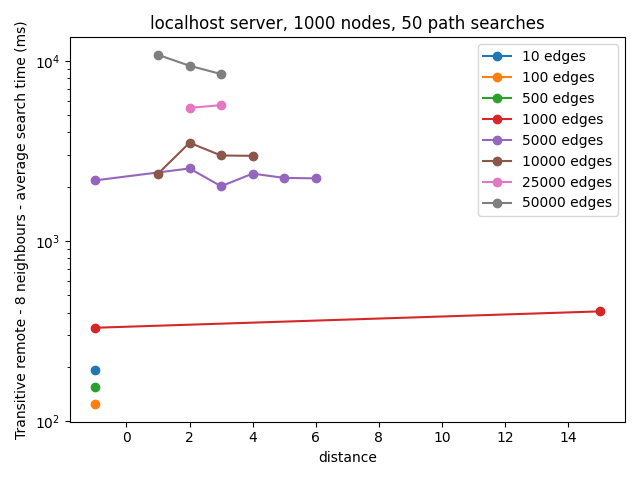 localhost server, 1000 nodes, 50 path searches
Transitive remote - 8 neighbours - average search time (ms)
10⁴
10³
10²
10 edges
100 edges
500 edges
1000 edges
5000 edges
10000 edges
25000 edges
50000 edges
0 2 4 6 8 10 12 14
distance